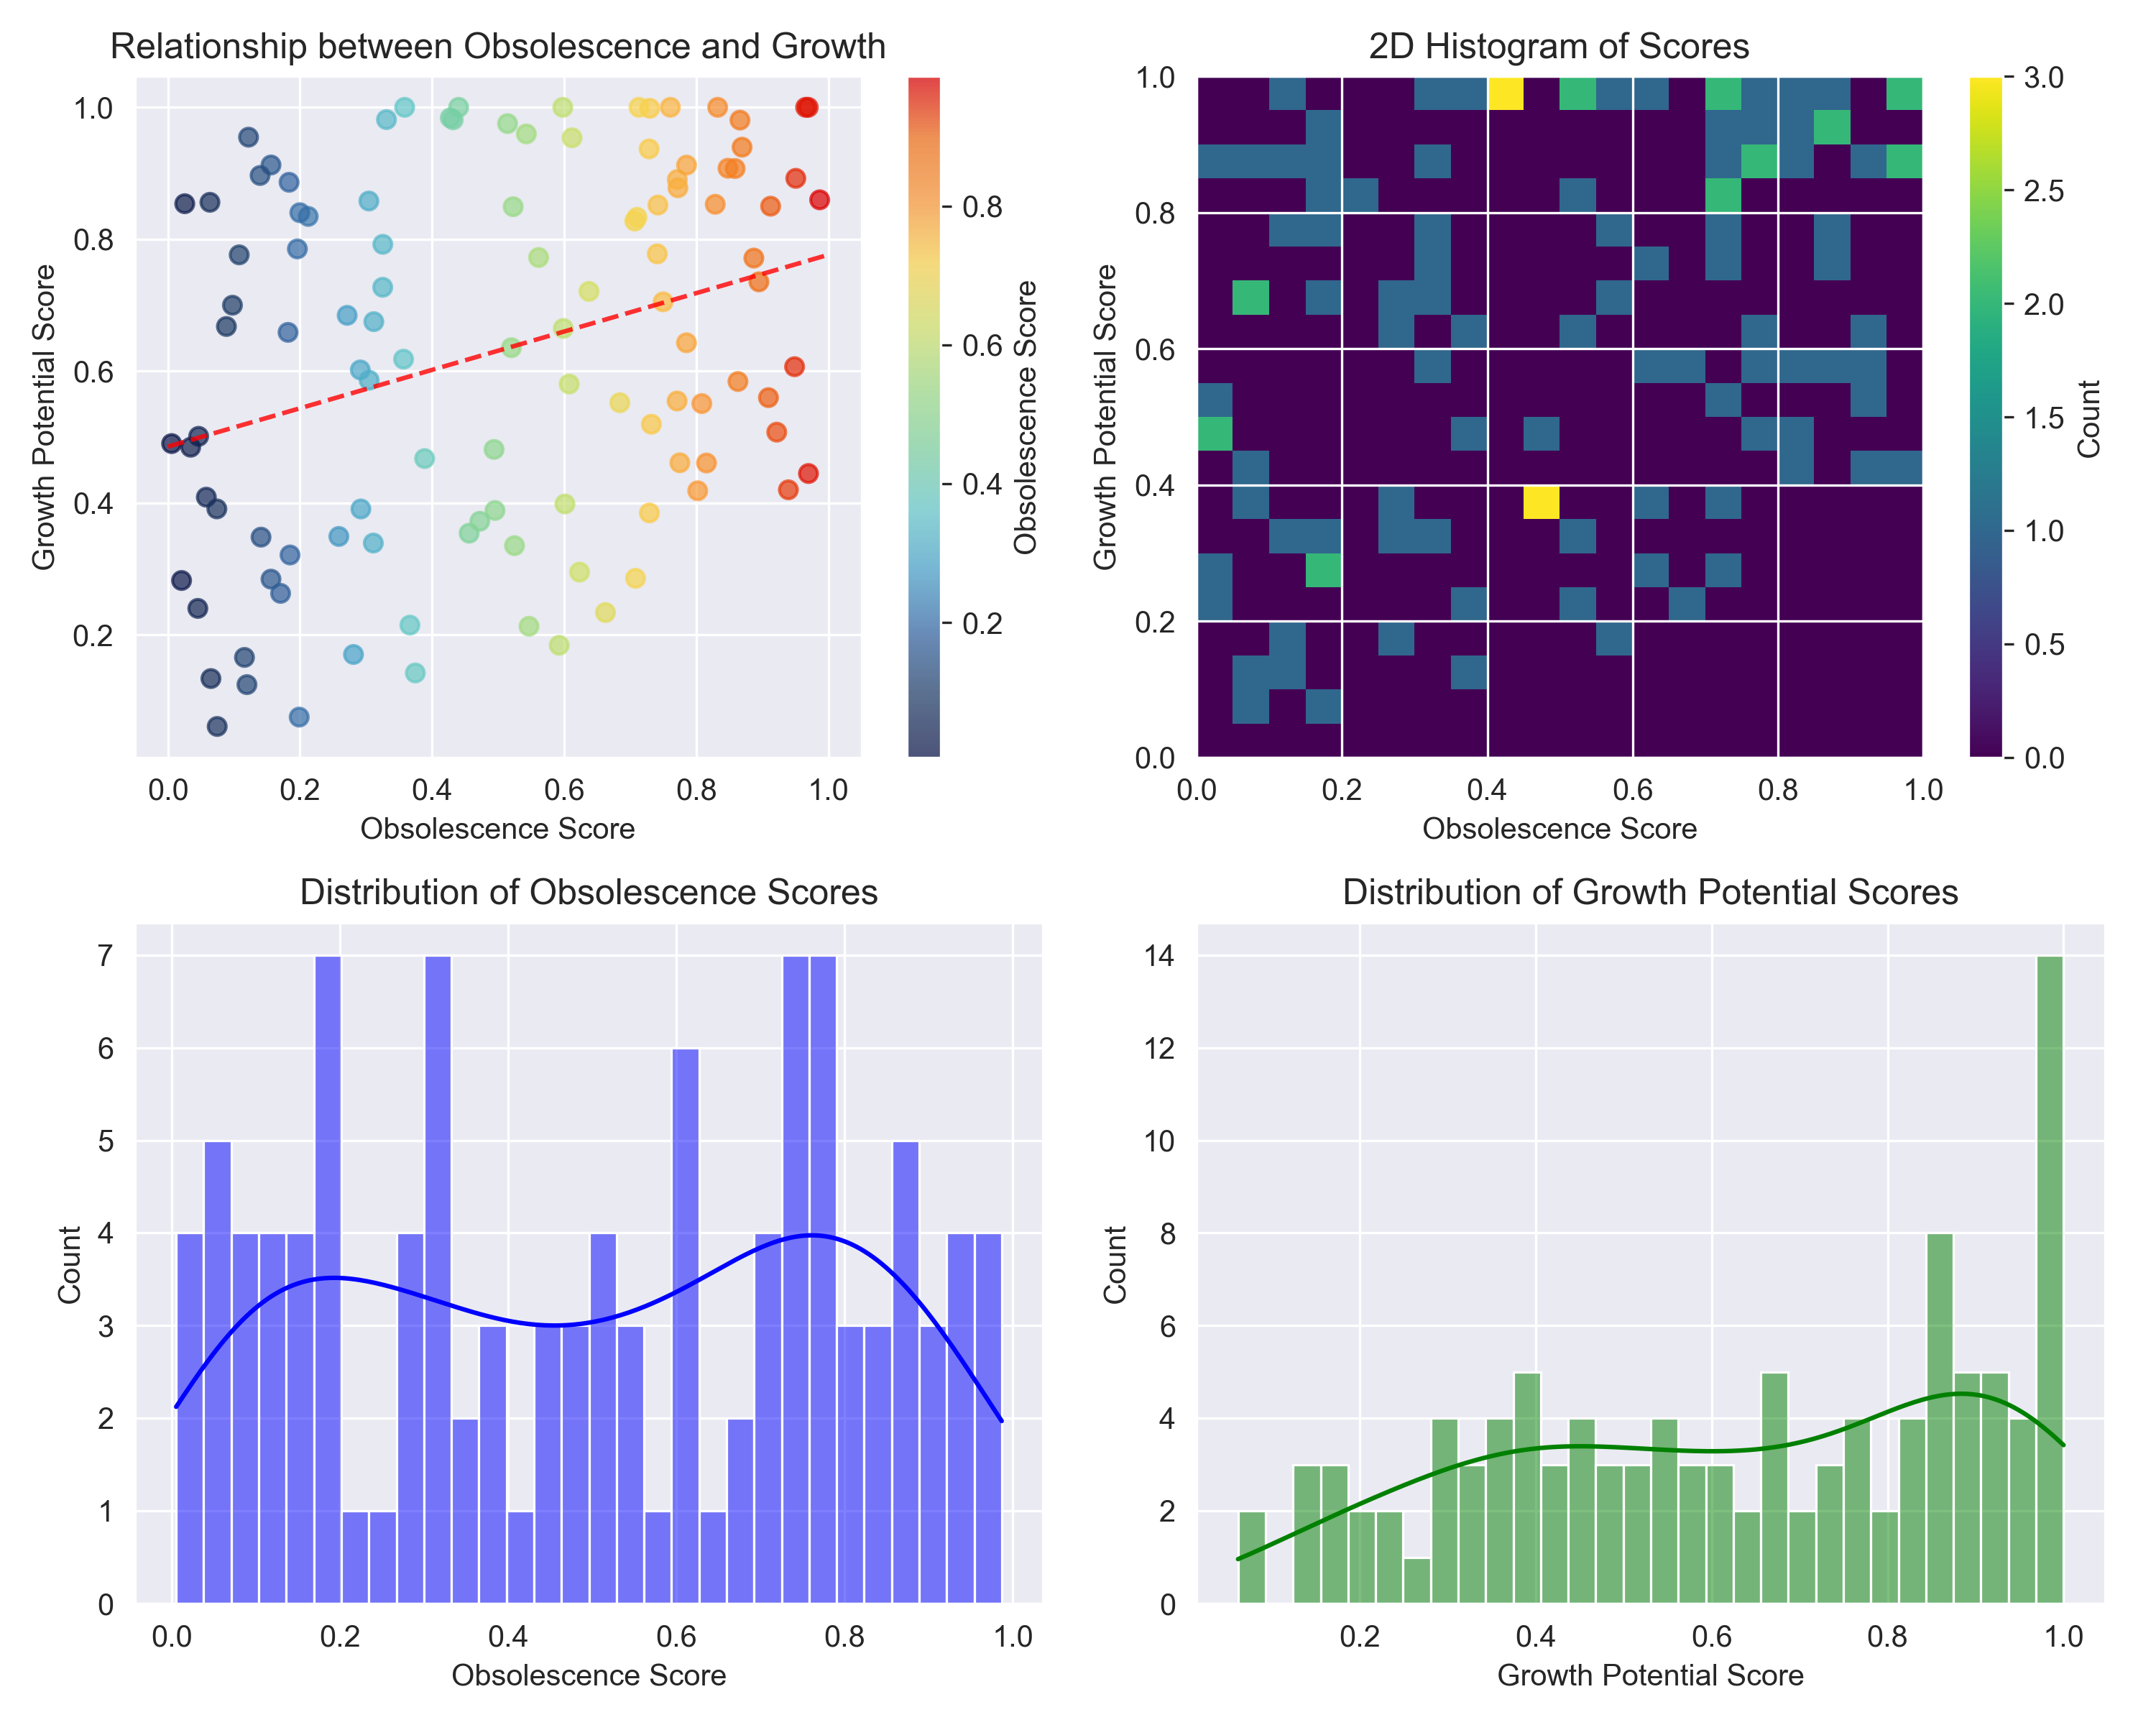 Relationship between Obsolescence and Growth
1.0
0.8
0.6
0.4
0.2
Growth Potential Score
0.0 0.2 0.4 0.6 0.8 1.0
Obsolescence Score
0.8
0.6
0.4
0.2
Obsolescence Score
2D Histogram of Scores
1.0
0.8
0.6
0.4
0.2
0.0
Growth Potential Score
0.0 0.2 0.4 0.6 0.8 1.0
Obsolescence Score
3.0
2.5
2.0
1.5
1.0
0.5
0.0
Count
Distribution of Obsolescence Scores
7
6
5
4
3
2
1
0
Count
0.0 0.2 0.4 0.6 0.8 1.0
Obsolescence Score
Distribution of Growth Potential Scores
14
12
10
8
6
4
2
0
Count
0.2 0.4 0.6 0.8 1.0
Growth Potential Score